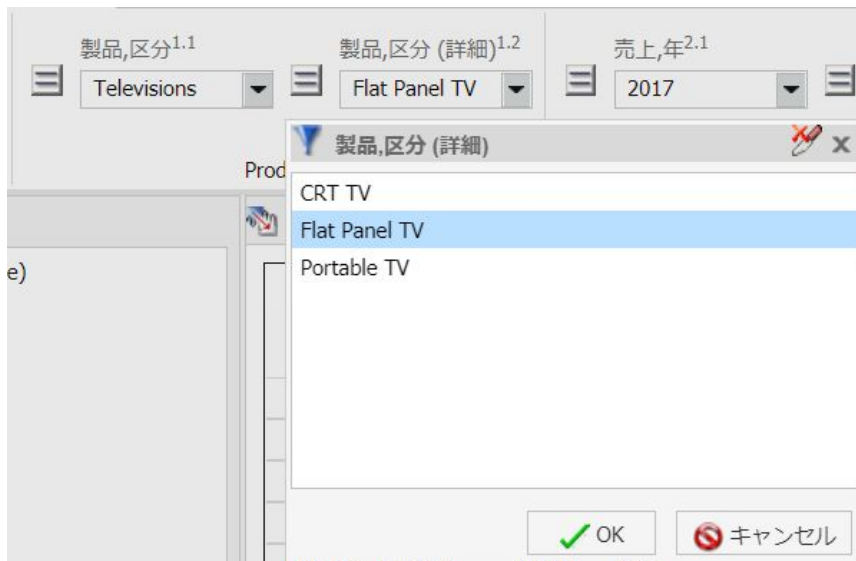 製品,区分1.1 製品,区分 (詳細)1.2 売上,年2.1
Televisions Flat Panel TV 2017
製品,区分 (詳細)
Prod
CRT TV
Flat Panel TV
e)
Portable TV
OK キャンセル